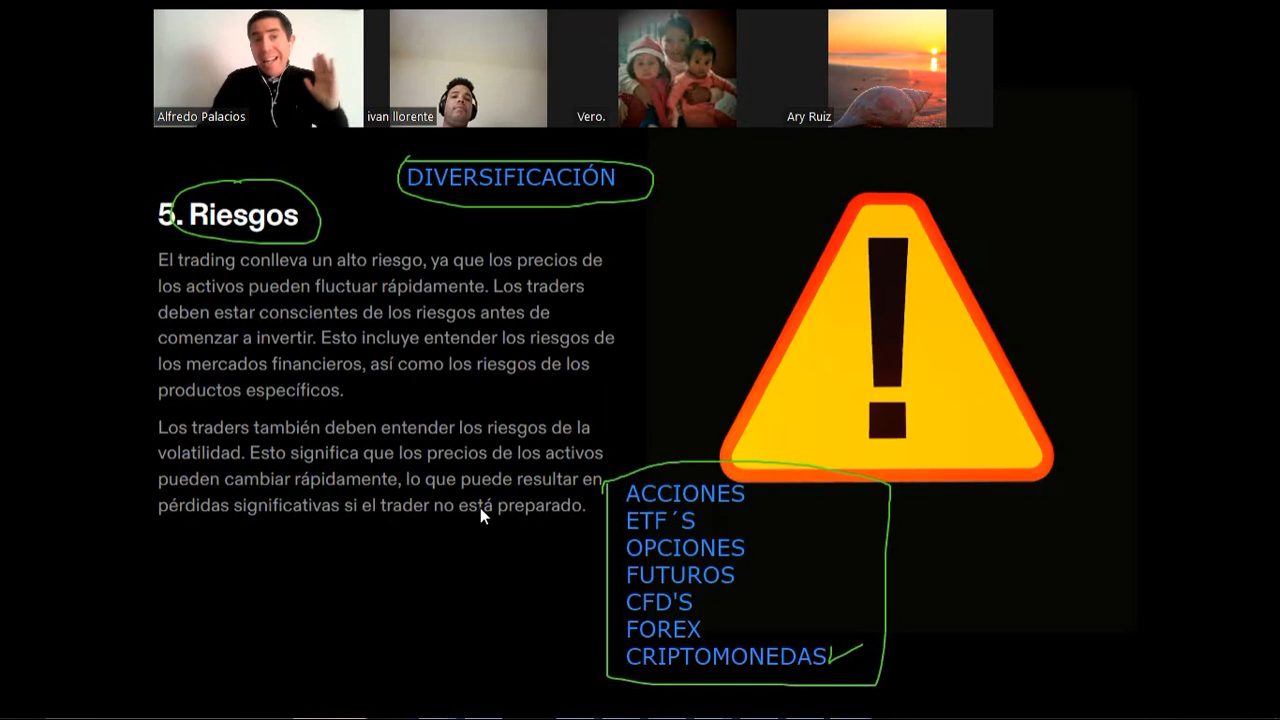 Alfredo Palacios
ivan llorente
Vero.
Ary Ruiz
DIVERSIFICACIÓN
5. Riesgos
El trading conlleva un alto riesgo, ya que los precios de
los activos pueden fluctuar rápidamente. Los traders
deben estar conscientes de los riesgos antes de
comenzar a invertir. Esto incluye entender los riesgos de
los mercados financieros, así como los riesgos de los
productos específicos.
Los traders también deben entender los riesgos de la
volatilidad. Esto significa que los precios de los activos
pueden cambiar rápidamente, lo que puede resultar en
pérdidas significativas si el trader no está preparado.
ACCIONES
ETF´S
OPCIONES
FUTUROS
CFD'S
FOREX
CRIPTOMONEDAS